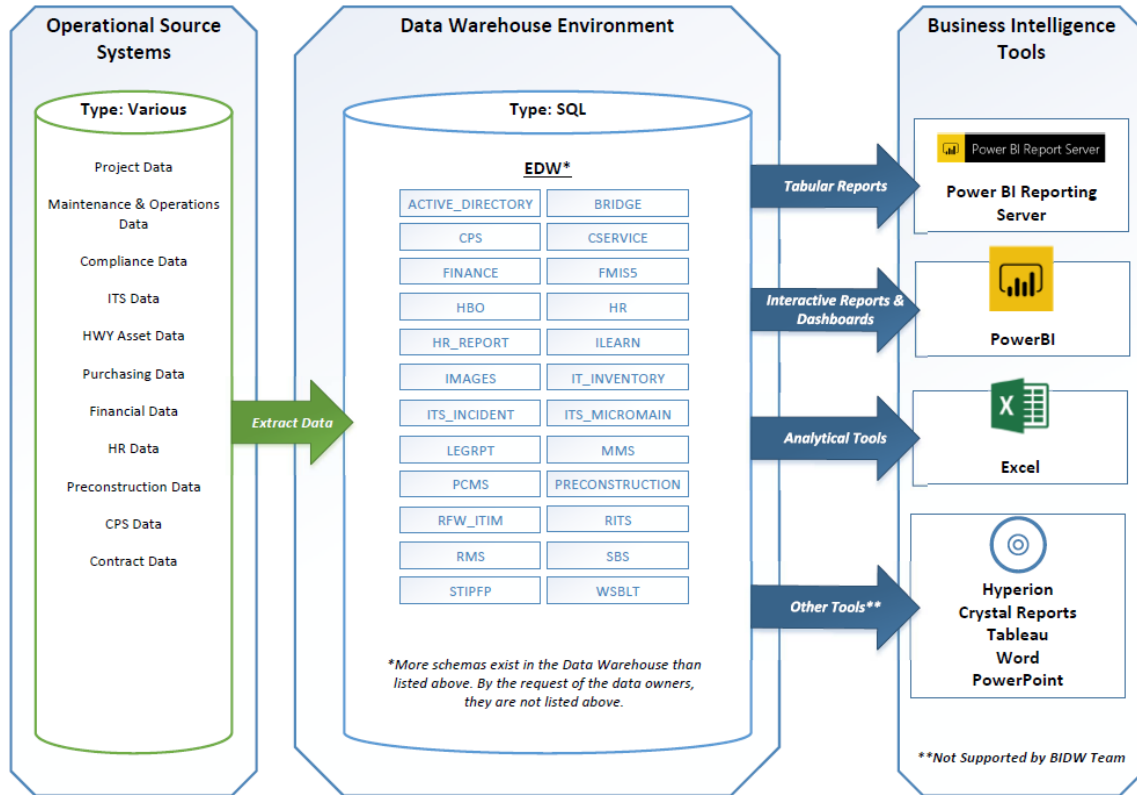 Operational Source
Systems
Type: Various
Project Data
Maintenance & Operations
Data
Compliance Data
ITS Data
HWY Asset Data
Purchasing Data
Financial Data
HR Data
Preconstruction Data
CPS Data
Contract Data
Extract Data
Data Warehouse Environment
Type: SQL
EDW*
ACTIVE_DIRECTORY
BRIDGE
CPS
CSERVICE
FINANCE
FMIS5
HBO
HR
HR_REPORT
ILEARN
IMAGES
IT_INVENTORY
ITS_INCIDENT
ITS_MICROMAIN
LEGRPT
MMS
PCMS
PRECONSTRUCTION
RFW_ITIM
RITS
RMS
SBS
STIPFP
WSBLT
*More schemas exist in the Data Warehouse than
listed above. By the request of the data owners,
they are not listed above.
Tabular Reports
Interactive Reports &
Dashboards
Analytical Tools
Other Tools**
Business Intelligence
Tools
Power BI Report Server
Power BI Reporting
Server
PowerBI
X
Excel
Hyperion
Crystal Reports
Tableau
Word
PowerPoint
**Not Supported by BIDW Team